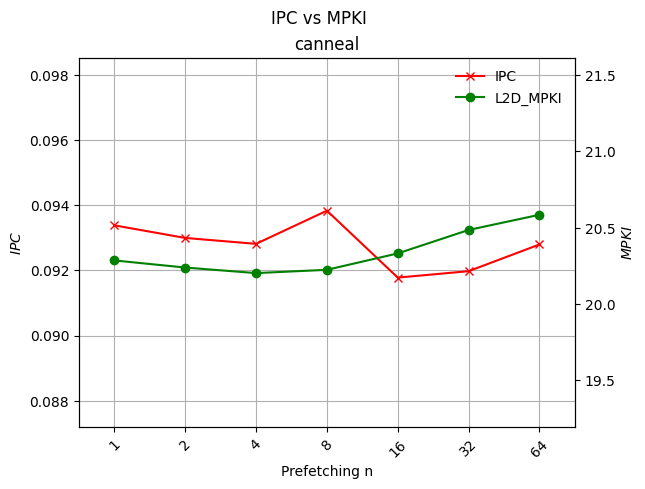 IPC vs MPKI
canneal
IPC
L2D_MPKI
0.098
0.096
0.094
0.092
0.090
0.088
IPC
21.5
21.0
20.5
20.0
19.5
MPKI
1
2
4
8
16
32
64
Prefetching n